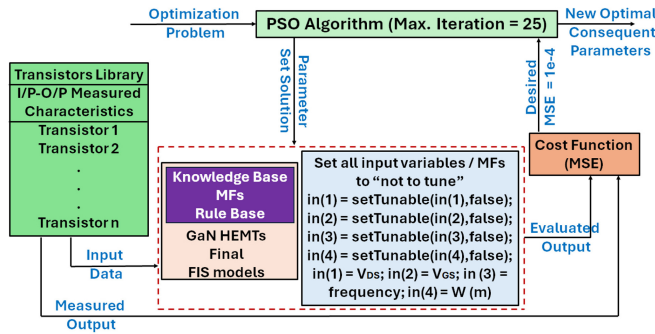 Optimization
Problem
PSO Algorithm (Max. Iteration = 25)
New Optimal
Consequent
Parameters
Transistors Library
I/P-O/P Measured
Characteristics
Transistor 1
Transistor 2
.
.
.
Transistor n
Parameter
Set Solution
Desired
MSE = 1e-4
Knowledge Base
MFs
Rule Base
GaN HEMTs
Final
FIS models
Set all input variables / MFs
to “not to tune”
in(1) = setTunable(in(1),false);
in(2) = setTunable(in(2),false);
in(3) = setTunable(in(3),false);
in(4) = setTunable(in(4),false);
in(1) = VDS; in(2) = VGS; in (3) =
frequency; in(4) = W (m)
Cost Function
(MSE)
Evaluated
Output
Input
Data
Measured
Output